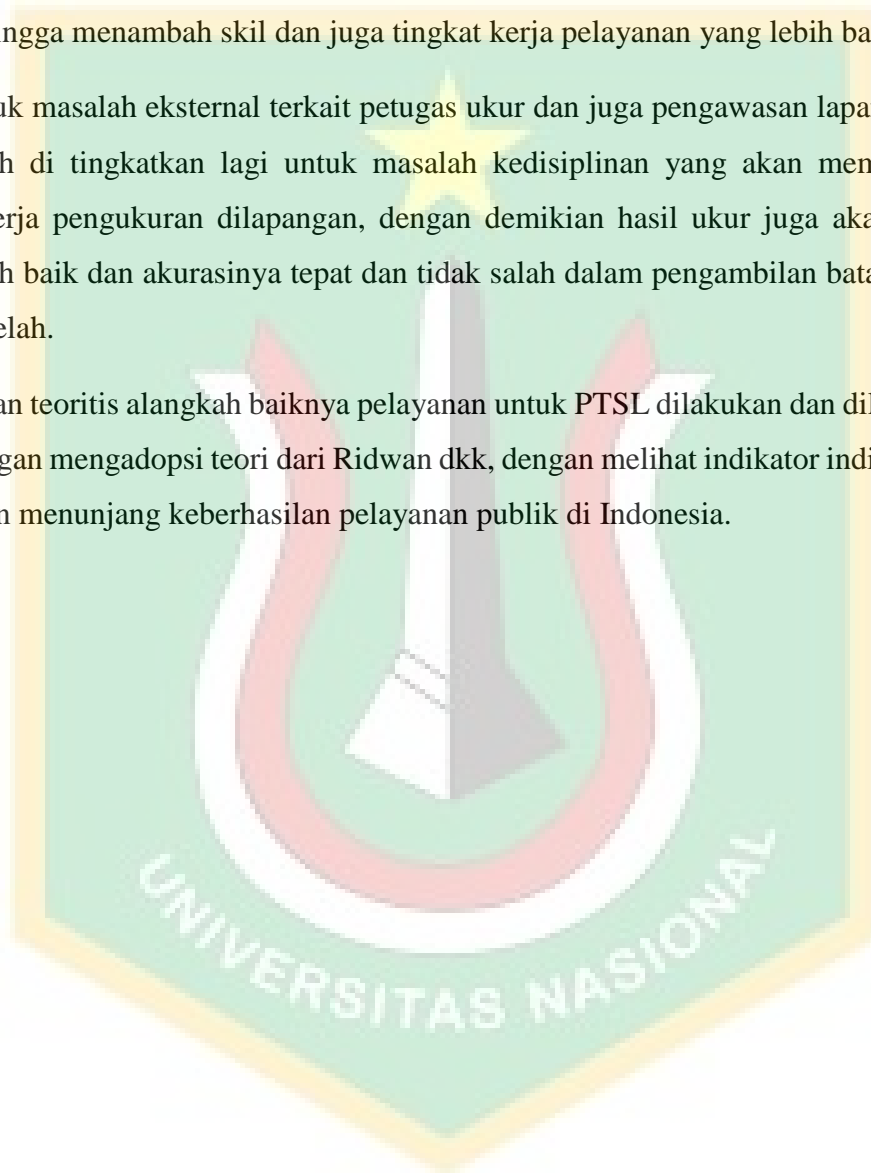 ingga menambah skil dan juga tingkat kerja pelayanan yang lebih ba
uk masalah eksternal terkait petugas ukur dan juga pengawasan lapa
h di tingkatkan lagi untuk masalah kedisiplinan yang akan men
erja pengukuran dilapangan, dengan demikian hasil ukur juga aka
h baik dan akurasinya tepat dan tidak salah dalam pengambilan bata
elah.
an teoritis alangkah baiknya pelayanan untuk PTSL dilakukan dan dil
gan mengadopsi teori dari Ridwan dkk, dengan melihat indikator indi
n menunjang keberhasilan pelayanan publik di Indonesia.
UNIVERSITAS NASIONAL